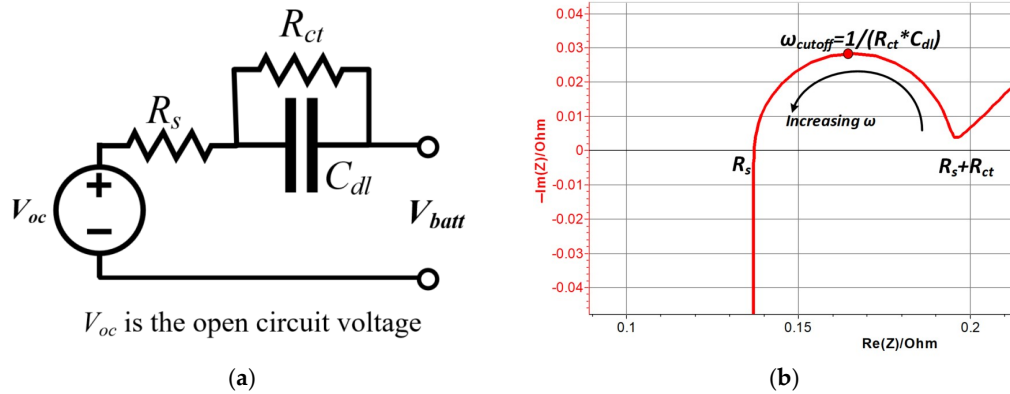 R_ct
R_s
C_dl
+
−
V_oc
V_batt
V_oc is the open circuit voltage
(a)
0.04
0.03
0.02
0.01
0
-0.01
-0.02
-0.03
-0.04
−Im(Z)/Ohm
ω_cutoff=1/(R_ct*C_dl)
Increasing ω
R_s
R_s+R_ct
0.1
0.15
0.2
Re(Z)/Ohm
(b)